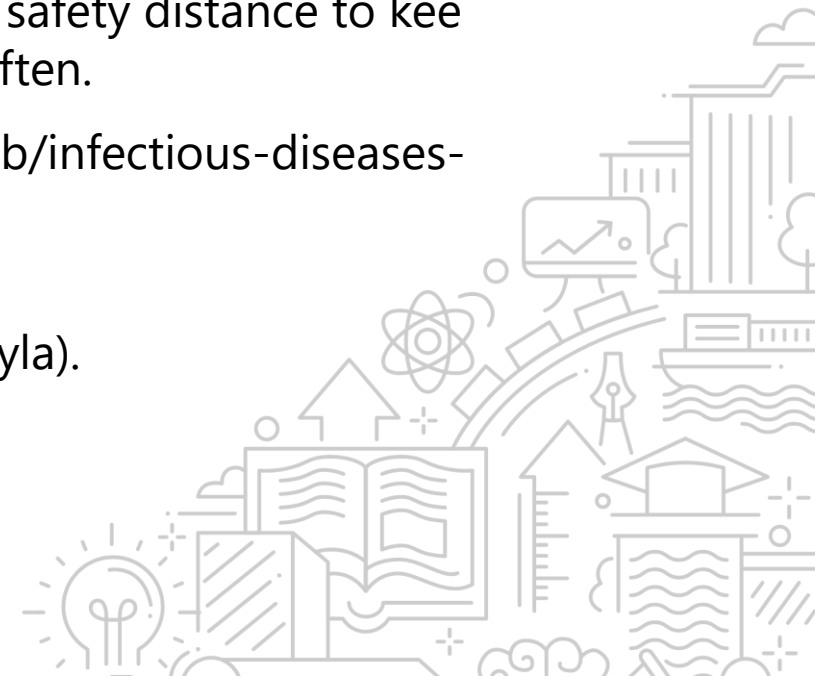 safety distance to kee
ften.
b/infectious-diseases-
yla).